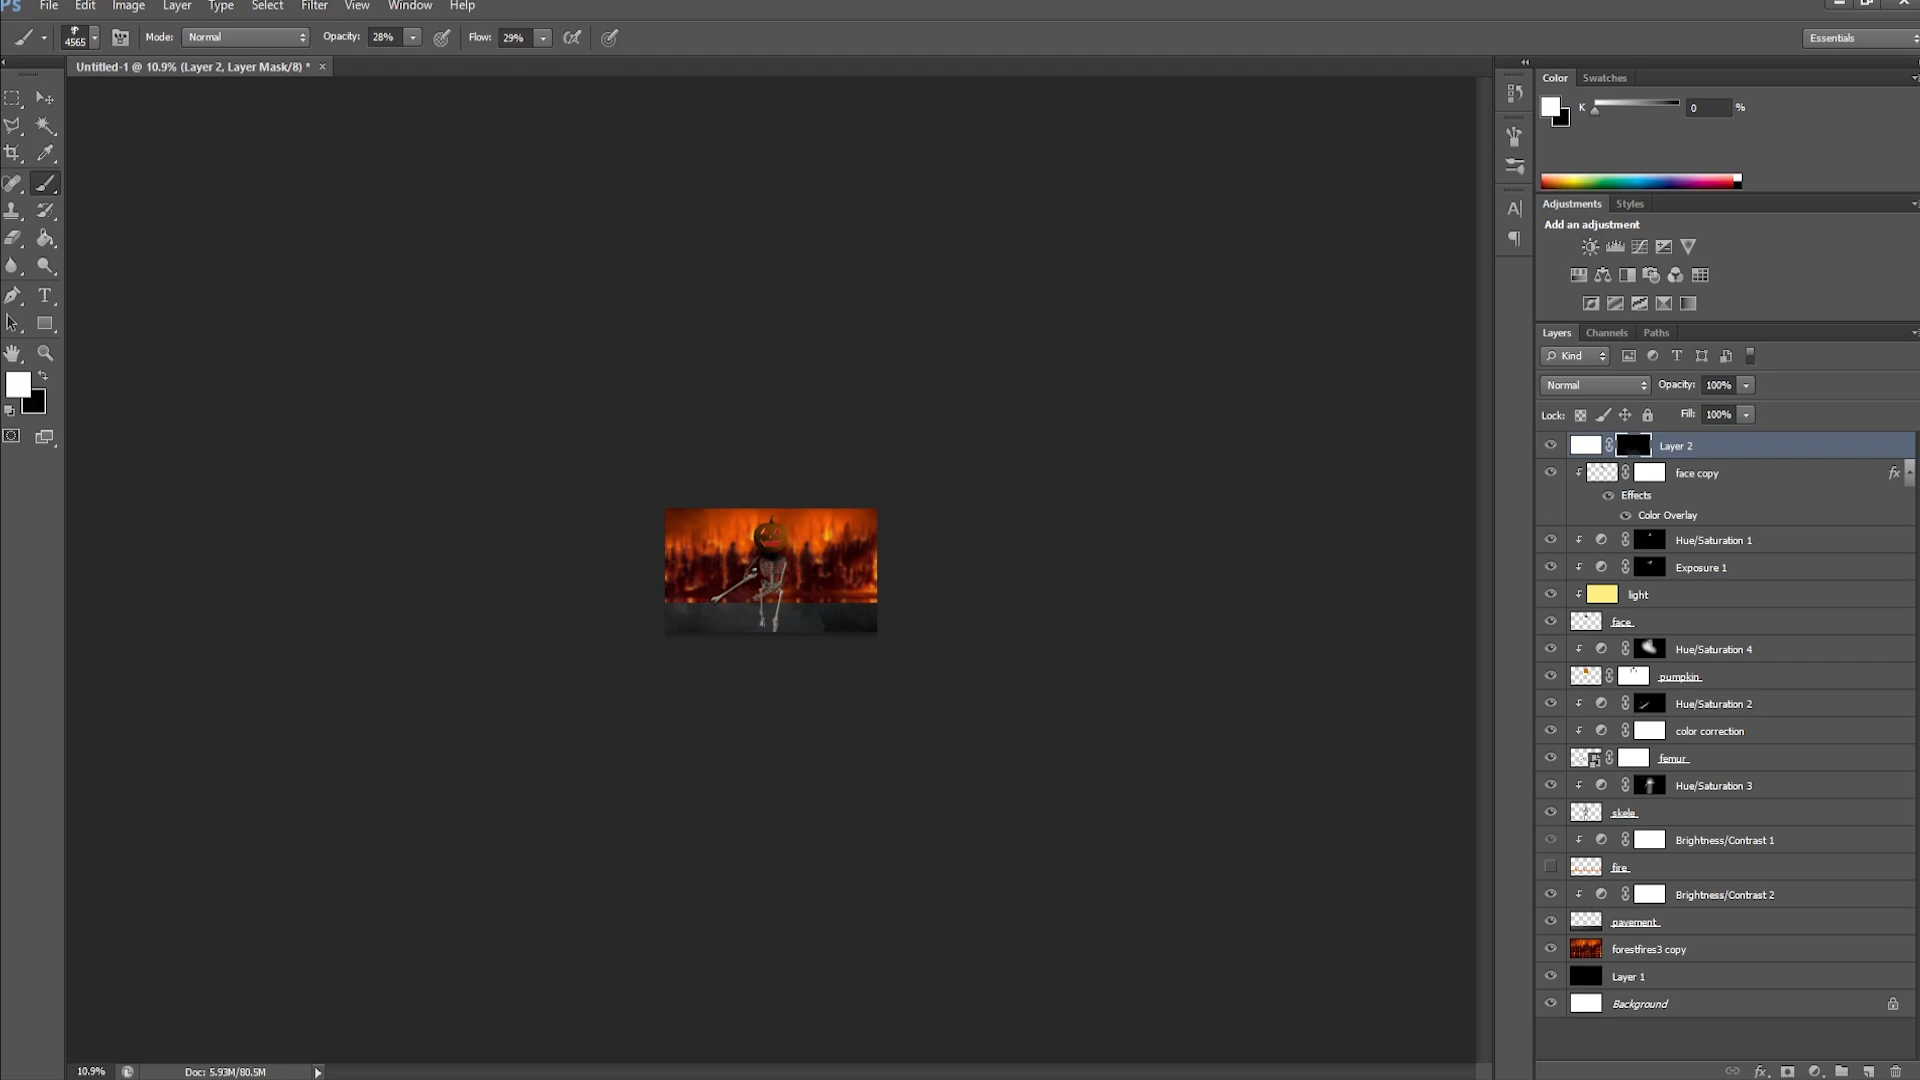 PS File Edit Image Layer Type Select Filter View Window Help
4565 Mode: Normal Opacity: 28% Flow: 29% Essentials
Untitled-1 @ 10.9% (Layer 2, Layer Mask/8) * ×
Color Swatches
K 0 %
Adjustments Styles
Add an adjustment
Layers Channels Paths
Kind
Normal Opacity: 100%
Lock: Fill: 100%
Layer 2
face copy fx
Effects
Color Overlay
Hue/Saturation 1
Exposure 1
light
face
Hue/Saturation 4
pumpkin
Hue/Saturation 2
color correction
femur
Hue/Saturation 3
skele
Brightness/Contrast 1
fire
Brightness/Contrast 2
pavement
forestfires3 copy
Layer 1
Background
10.9% Doc: 5.93M/80.5M fx